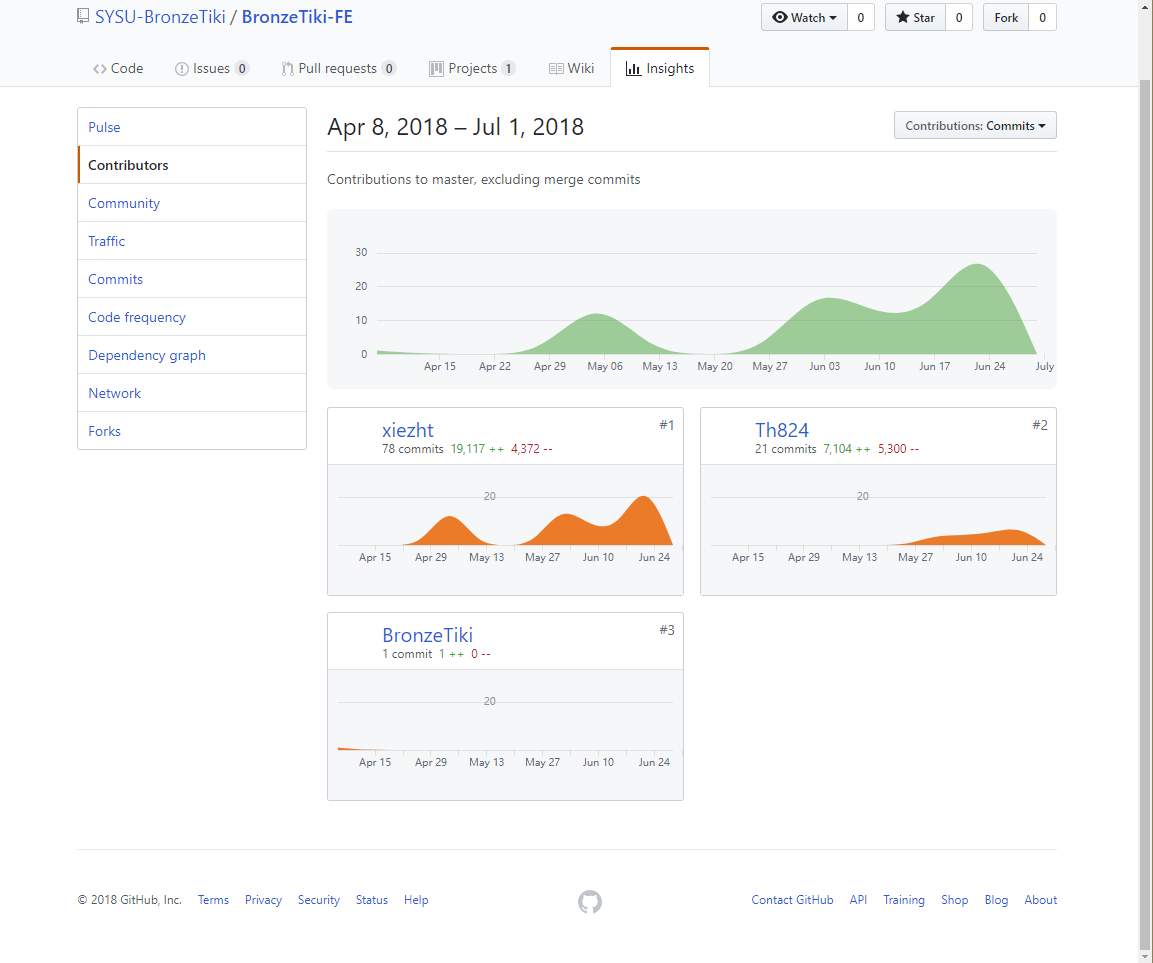 SYSU-BronzeTiki / BronzeTiki-FE
Watch 0 Star 0 Fork 0
Code Issues 0 Pull requests 0 Projects 1 Wiki Insights
Pulse
Contributors
Community
Traffic
Commits
Code frequency
Dependency graph
Network
Forks
Apr 8, 2018 – Jul 1, 2018
Contributions: Commits
Contributions to master, excluding merge commits
30
20
10
0
Apr 15 Apr 22 Apr 29 May 06 May 13 May 20 May 27 Jun 03 Jun 10 Jun 17 Jun 24 July
xiezht #1
78 commits 19,117 ++ 4,372 --
20
Apr 15 Apr 29 May 13 May 27 Jun 10 Jun 24
Th824 #2
21 commits 7,104 ++ 5,300 --
20
Apr 15 Apr 29 May 13 May 27 Jun 10 Jun 24
BronzeTiki #3
1 commit 1 ++ 0 --
20
Apr 15 Apr 29 May 13 May 27 Jun 10 Jun 24
© 2018 GitHub, Inc. Terms Privacy Security Status Help Contact GitHub API Training Shop Blog About